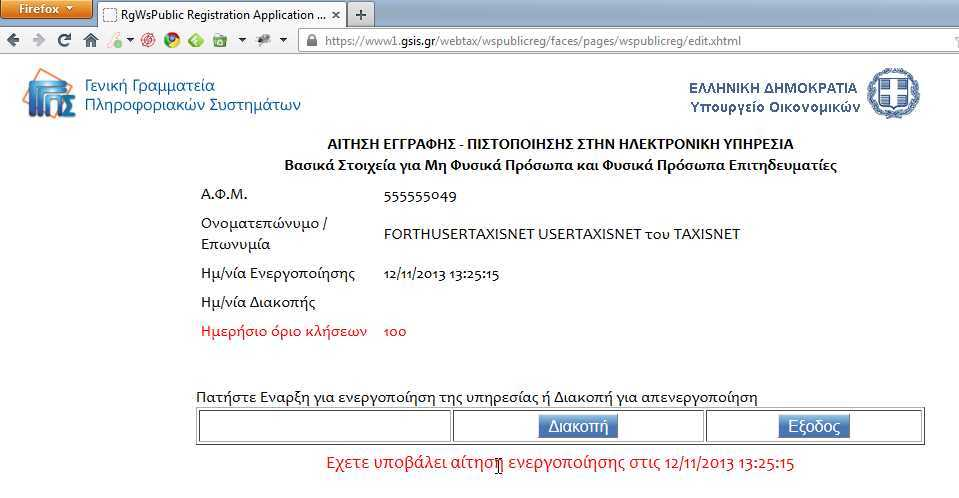 Firefox
RgWsPublic Registration Application ...
https://www1.gsis.gr/webtax/wspublicreg/faces/pages/wspublicreg/edit.xhtml
Γενική Γραμματεία
Πληροφοριακών Συστημάτων
ΕΛΛΗΝΙΚΗ ΔΗΜΟΚΡΑΤΙΑ
Υπουργείο Οικονομικών
ΑΙΤΗΣΗ ΕΓΓΡΑΦΗΣ - ΠΙΣΤΟΠΟΙΗΣΗΣ ΣΤΗΝ ΗΛΕΚΤΡΟΝΙΚΗ ΥΠΗΡΕΣΙΑ
Βασικά Στοιχεία για Μη Φυσικά Πρόσωπα και Φυσικά Πρόσωπα Επιτηδευματίες
Α.Φ.Μ. 555555049
Ονοματεπώνυμο /
Επωνυμία FORTHUSERTAXISNET USERTAXISNET του TAXISNET
Ημ/νία Ενεργοποίησης 12/11/2013 13:25:15
Ημ/νία Διακοπής
Ημερήσιο όριο κλήσεων 100
Πατήστε Εναρξη για ενεργοποίηση της υπηρεσίας ή Διακοπή για απενεργοποίηση
Διακοπή Εξοδος
Εχετε υποβάλει αίτηση ενεργοποίησης στις 12/11/2013 13:25:15